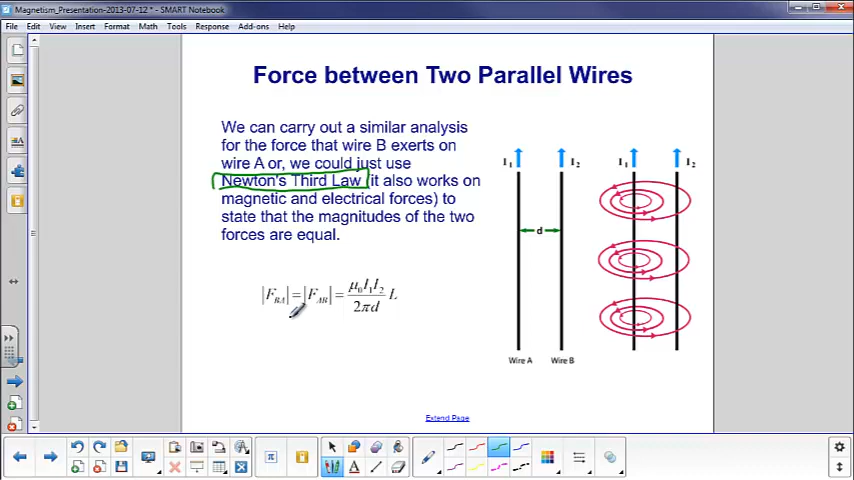 Magnetism_Presentation-2013-07-12 * - SMART Notebook
File Edit View Insert Format Math Tools Response Add-ons Help
Force between Two Parallel Wires
We can carry out a similar analysis
for the force that wire B exerts on
wire A or, we could just use
Newton's Third Law (it also works on
magnetic and electrical forces) to
state that the magnitudes of the two
forces are equal.
|F_BA| = |F_AB| = μ₀I₁I₂ / 2πd L
I₁ I₂ I₁ I₂
d
Wire A Wire B
Extend Page